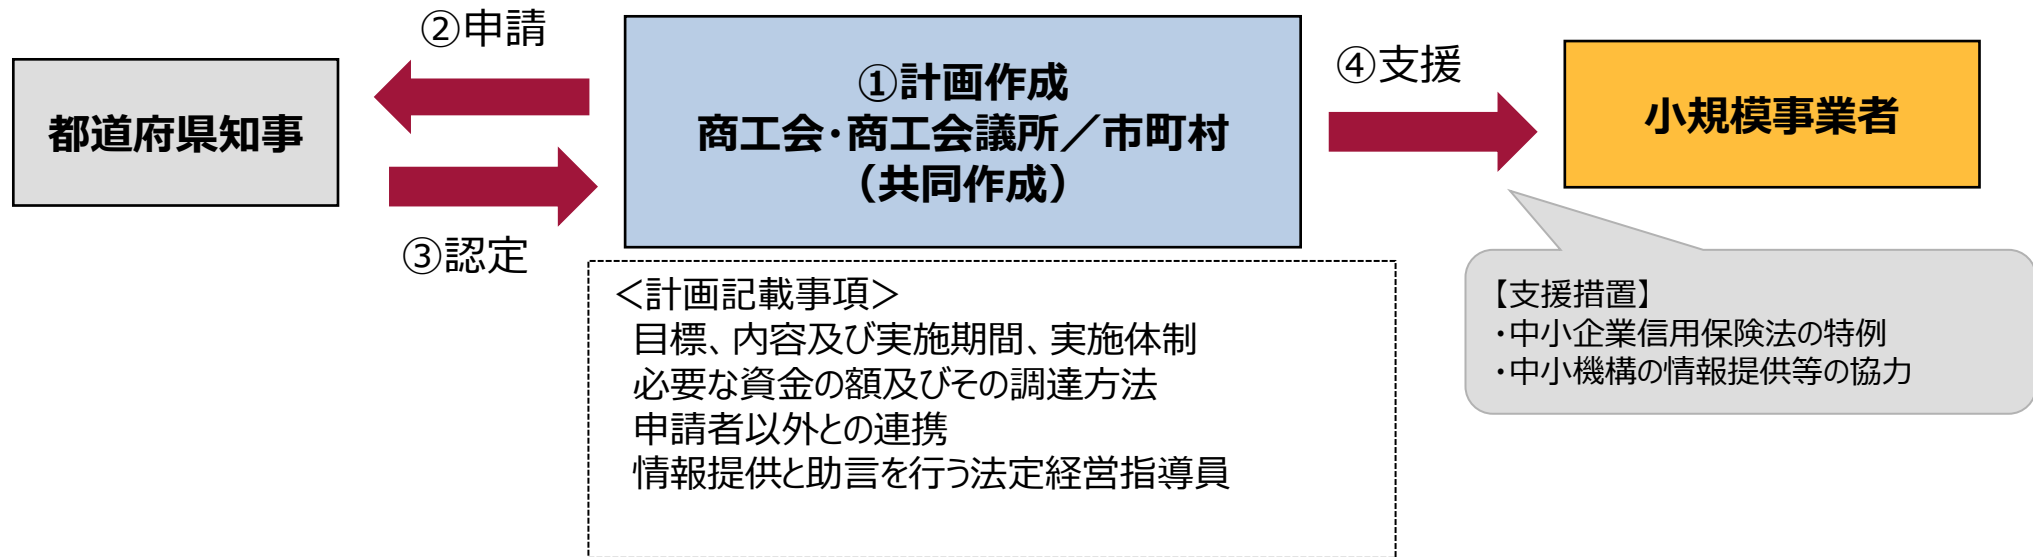 ②申請
都道府県知事
③認定
①計画作成
商工会・商工会議所／市町村
（共同作成）
＜計画記載事項＞
目標、内容及び実施期間、実施体制
必要な資金の額及びその調達方法
申請者以外との連携
情報提供と助言を行う法定経営指導員
④支援
小規模事業者
【支援措置】
・中小企業信用保険法の特例
・中小機構の情報提供等の協力